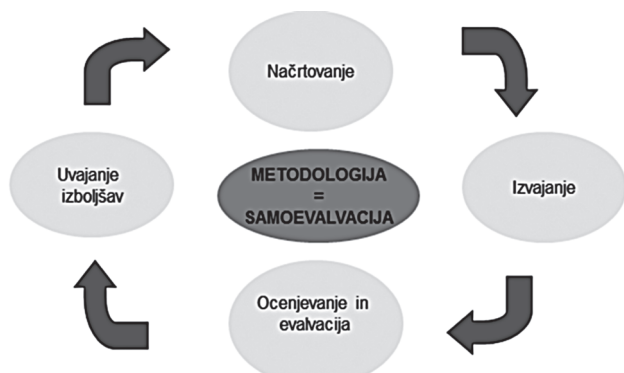 Načrtovanje
Uvajanje
izboljšav
METODOLOGIJA
=
SAMOEVALVACIJA
Izvajanje
Ocenjevanje in
evalvacija